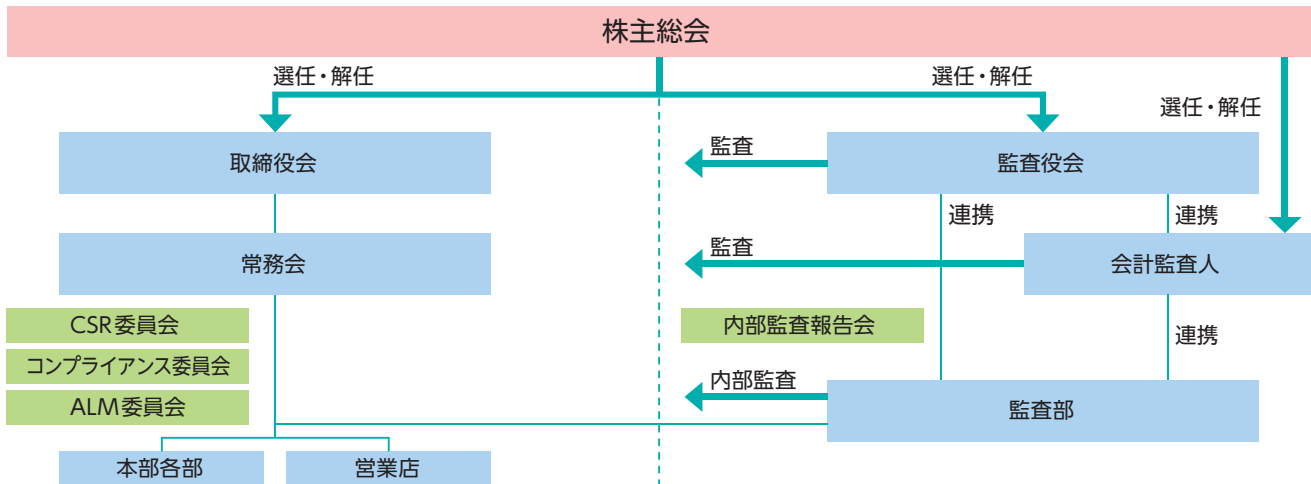 株主総会
選任・解任
選任・解任
選任・解任
取締役会
監査
監査役会
連携
連携
常務会
監査
会計監査人
CSR委員会
内部監査報告会
連携
コンプライアンス委員会
ALM委員会
内部監査
監査部
本部各部
営業店